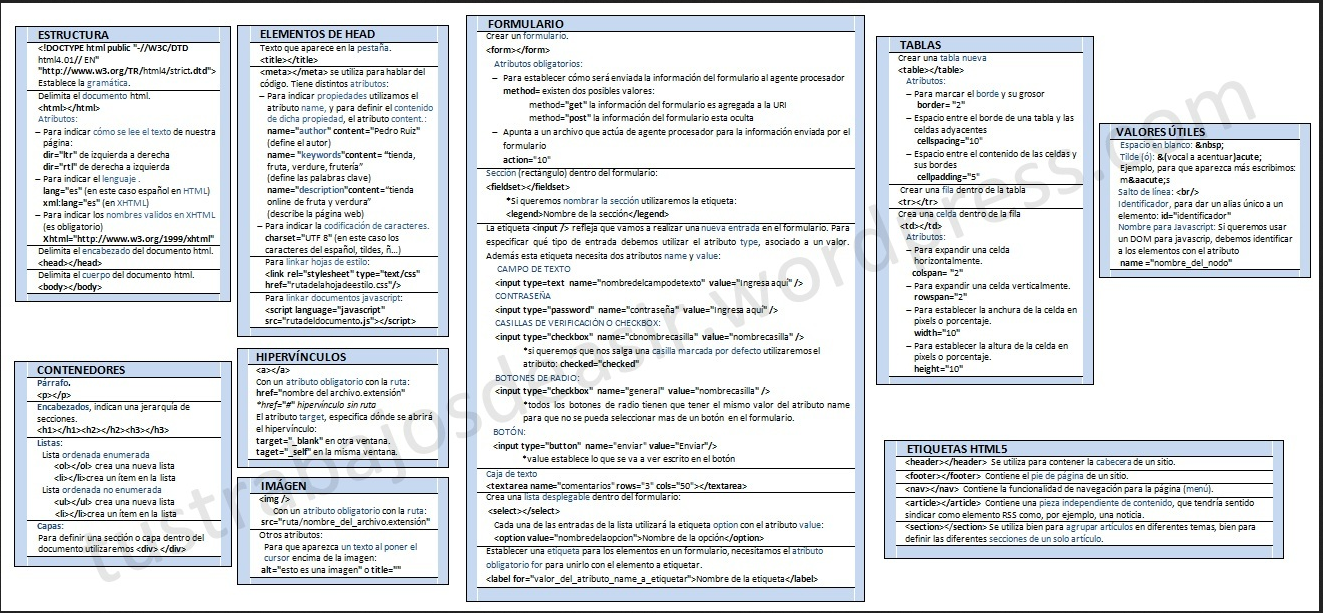 ESTRUCTURA
<!DOCTYPE html public "-//W3C/DTD
html4.01// EN"
"http://www.w3.org/TR/html4/strict.dtd">
Establece la gramática.
Delimita el documento html.
<html></html>
Atributos:
– Para indicar cómo se lee el texto de nuestra
página:
dir="ltr" de izquierda a derecha
dir="rtl" de derecha a izquierda
– Para indicar el lenguaje .
lang="es" (en este caso español en HTML)
xml:lang="es" (en XHTML)
– Para indicar los nombres validos en XHTML
(es obligatorio)
Xhtml="http://www.w3.org/1999/xhtml"
Delimita el encabezado del documento html.
<head></head>
Delimita el cuerpo del documento html.
<body></body>
CONTENEDORES
Párrafo.
<p></p>
Encabezados, indican una jerarquía de
secciones.
<h1></h1><h2></h2><h3></h3>
Listas:
Lista ordenada enumerada
<ol></ol> crea una nueva lista
<li></li>crea un ítem en la lista
Lista ordenada no enumerada
<ul></ul> crea una nueva lista
<li></li>crea un ítem en la lista
Capas:
Para definir una sección o capa dentro del
documento utilizaremos <div> </div>
ELEMENTOS DE HEAD
Texto que aparece en la pestaña.
<title></title>
<meta></meta> se utiliza para hablar del
código. Tiene distintos atributos:
– Para indicar propiedades utilizamos el
atributo name, y para definir el contenido
de dicha propiedad, el atributo content.:
name="author" content="Pedro Ruiz"
(define el autor)
name= "keywords"content= "tienda,
fruta, verdure, frutería"
(define las palabras clave)
name="description"content="tienda
online de fruta y verdura"
(describe la página web)
– Para indicar la codificación de caracteres.
charset="UTF 8" (en este caso los
caracteres del español, tildes, ñ...)
Para linkar hojas de estilo:
<link rel="stylesheet" type="text/css"
href="rutadelahojadeestilo.css"/>
Para linkar documentos javascript:
<script language="javascript"
src="rutadeldocumento.js"></script>
HIPERVÍNCULOS
<a></a>
Con un atributo obligatorio con la ruta:
href="nombre del archivo.extensión"
*href="#" hipervínculo sin ruta
El atributo target, especifica dónde se abrirá
el hipervínculo:
target="_blank" en otra ventana.
taget="_self" en la misma ventana.
IMÁGEN
<img />
Con un atributo obligatorio con la ruta:
src="ruta/nombre_del_archivo.extensión"
Otros atributos:
Para que aparezca un texto al poner el
cursor encima de la imagen:
alt="esto es una imagen" o title=""
FORMULARIO
Crear un formulario.
<form></form>
Atributos obligatorios:
– Para establecer cómo será enviada la información del formulario al agente procesador
method= existen dos posibles valores:
method="get" la información del formulario es agregada a la URI
method="post" la información del formulario esta oculta
– Apunta a un archivo que actúa de agente procesador para la información enviada por el
formulario
action="10"
Sección (rectángulo) dentro del formulario:
<fieldset></fieldset>
*Si queremos nombrar la sección utilizaremos la etiqueta:
<legend>Nombre de la sección</legend>
La etiqueta <input /> refleja que vamos a realizar una nueva entrada en el formulario. Para
especificar qué tipo de entrada debemos utilizar el atributo type, asociado a un valor.
Además esta etiqueta necesita dos atributos name y value:
CAMPO DE TEXTO
<input type=text name="nombredelcampodetexto" value="Ingresa aquí" />
CONTRASEÑA
<input type="password" name="contraseña" value="Ingresa aquí" />
CASILLAS DE VERIFICACIÓN O CHECKBOX:
<input type="checkbox" name="cbnombrecasilla" value="nombrecasilla" />
*si queremos que nos salga una casilla marcada por defecto utilizaremos el
atributo: checked="checked"
BOTONES DE RADIO:
<input type="checkbox" name="general" value="nombrecasilla" />
*todos los botones de radio tienen que tener el mismo valor del atributo name
para que no se pueda seleccionar mas de un botón en el formulario.
BOTÓN:
<input type="button" name="enviar" value="Enviar"/>
*value establece lo que se va a ver escrito en el botón
Caja de texto
<textarea name="comentarios" rows="3" cols="50"></textarea>
Crea una lista desplegable dentro del formulario:
<select></select>
Cada una de las entradas de la lista utilizará la etiqueta option con el atributo value:
<option value="nombredelaopcion">Nombre de la opción</option>
Establecer una etiqueta para los elementos en un formulario, necesitamos el atributo
obligatorio for para unirlo con el elemento a etiquetar.
<label for="valor_del_atributo_name_a_etiquetar">Nombre de la etiqueta</label>
TABLAS
Crear una tabla nueva
<table></table>
Atributos:
– Para marcar el borde y su grosor
border= "2"
– Espacio entre el borde de una tabla y las
celdas adyacentes
cellspacing="10"
– Espacio entre el contenido de las celdas y
sus bordes
cellpadding="5"
Crear una fila dentro de la tabla
<tr></tr>
Crea una celda dentro de la fila
<td></td>
Atributos:
– Para expandir una celda
horizontalmente.
colspan= "2"
– Para expandir una celda verticalmente.
rowspan="2"
– Para establecer la anchura de la celda en
pixels o porcentaje.
width="10"
– Para establecer la altura de la celda en
pixels o porcentaje.
height="10"
VALORES ÚTILES
Espacio en blanco: &nbsp;
Tilde (ó): &(vocal a acentuar)acute;
Ejemplo, para que aparezca más escribimos:
m&aacute;s
Salto de línea: <br/>
Identificador, para dar un alias único a un
elemento: id="identificador"
Nombre para Javascript: Si queremos usar
un DOM para javascrip, debemos identificar
a los elementos con el atributo
name ="nombre_del_nodo"
ETIQUETAS HTML5
<header></header> Se utiliza para contener la cabecera de un sitio.
<footer></footer> Contiene el pie de página de un sitio.
<nav></nav> Contiene la funcionalidad de navegación para la página (menú).
<article></article> Contiene una pieza independiente de contenido, que tendría sentido
sindicar como elemento RSS como, por ejemplo, una noticia.
<section></section> Se utiliza bien para agrupar artículos en diferentes temas, bien para
definir las diferentes secciones de un solo artículo.
tustrabajosdeasir.wordpress.com